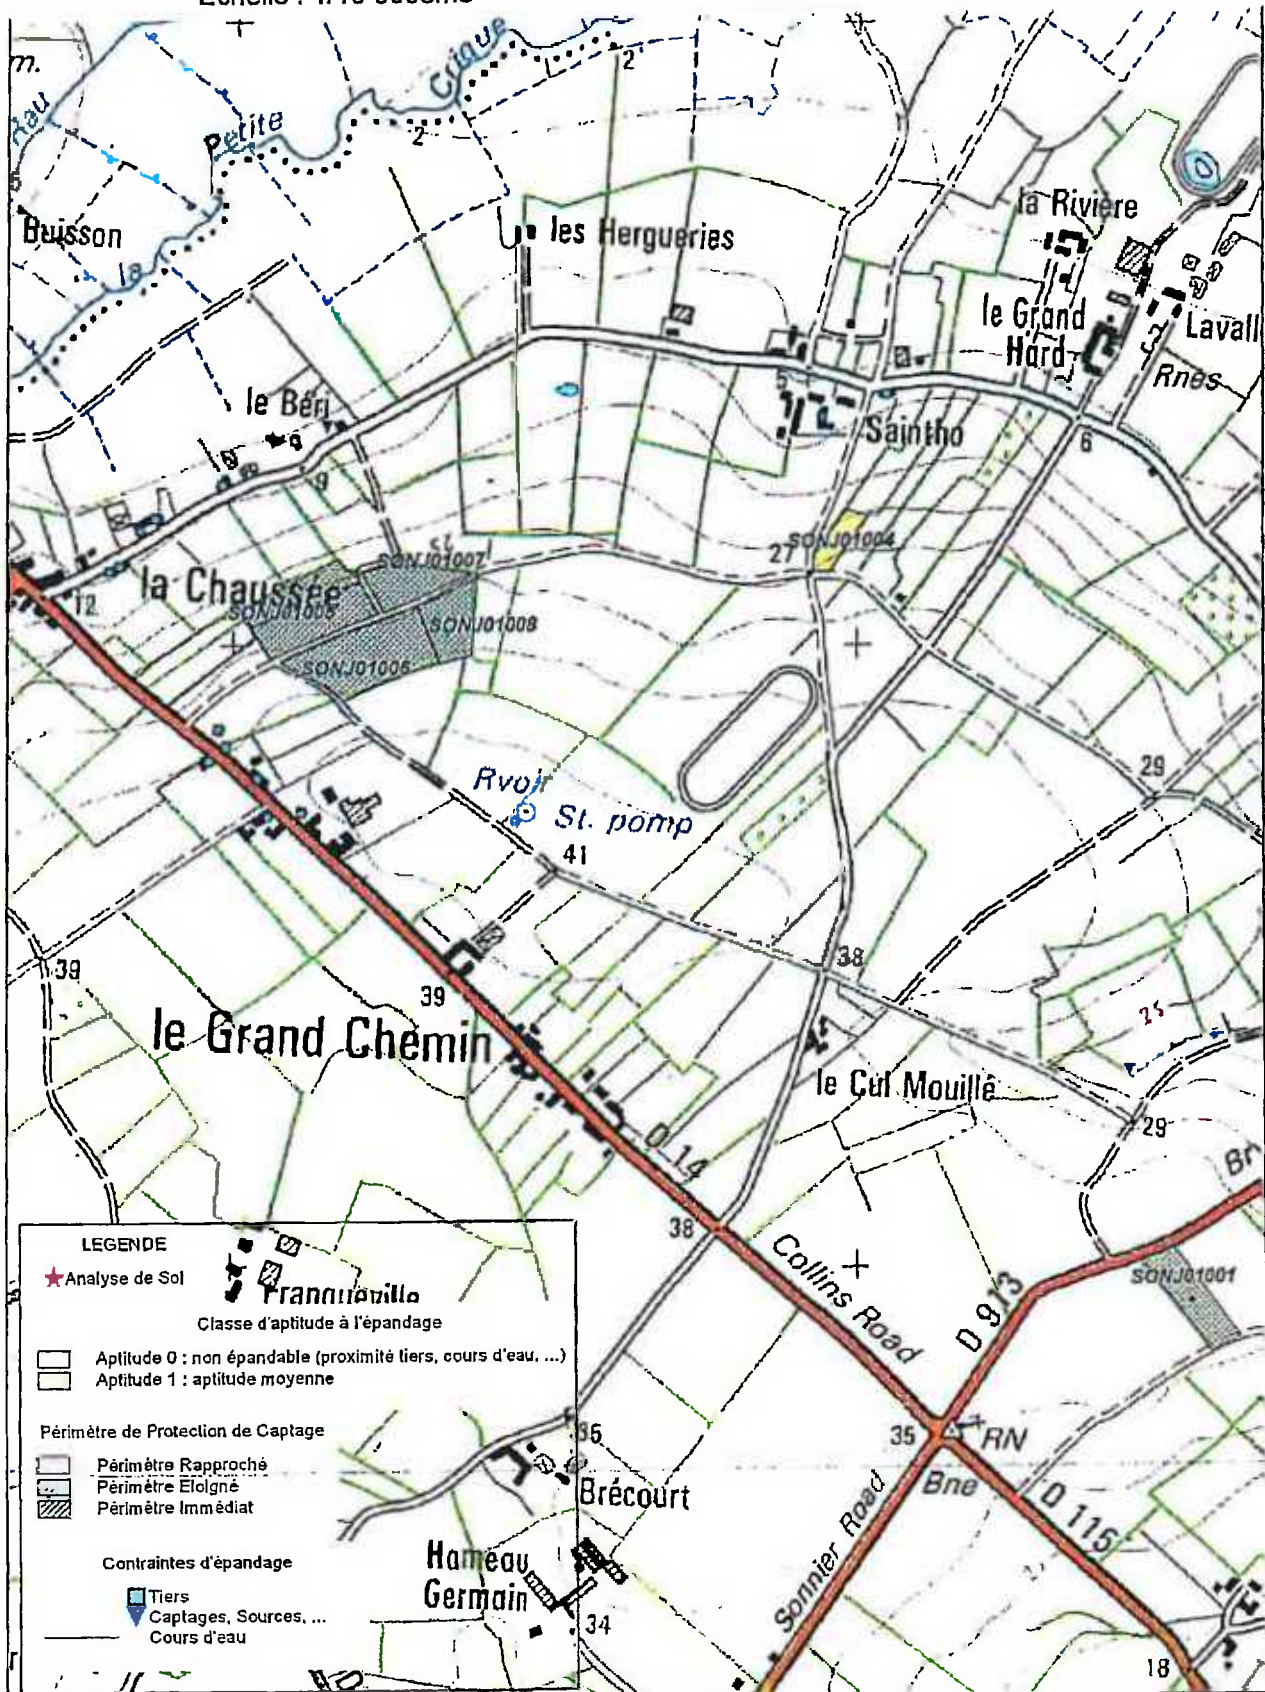 Petite
Crique
2
2
Rau
Buisson
la
les Hergueries
la Rivière
le Grand
Hard
Lavall
Rnes
le Béri
9
5
Saintho
6
la Chaussée
12
SONJ01007
SONJ01008
SONJ01006
27
SONJ01004
Rvoir
St. pomp
41
29
39
39
38
le Grand Chemin
25
le Cul Mouillé
29
D 14
38
Collins Road
D 913
Br
SONJ01001
LEGENDE
Analyse de Sol
Franqueville
Classe d'aptitude à l'épandage
Aptitude 0 : non épandable (proximité tiers, cours d'eau, ...)
Aptitude 1 : aptitude moyenne
Périmètre de Protection de Captage
Périmètre Rapproché
Périmètre Eloigné
Périmètre Immédiat
Contraintes d'épandage
Tiers
Captages, Sources, ...
Cours d'eau
35
Brécourt
Hameau
Germain
34
35
RN
Bne
D 115
Sonnier Road
18